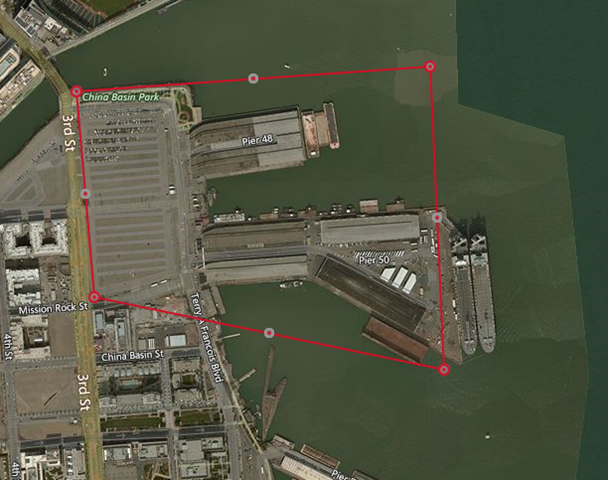 China Basin Park
3rd St
Pier 48
Pier 50
Mission Rock St
Terry A Francois Blvd
China Basin St
4th St
3rd St
4th
Pier